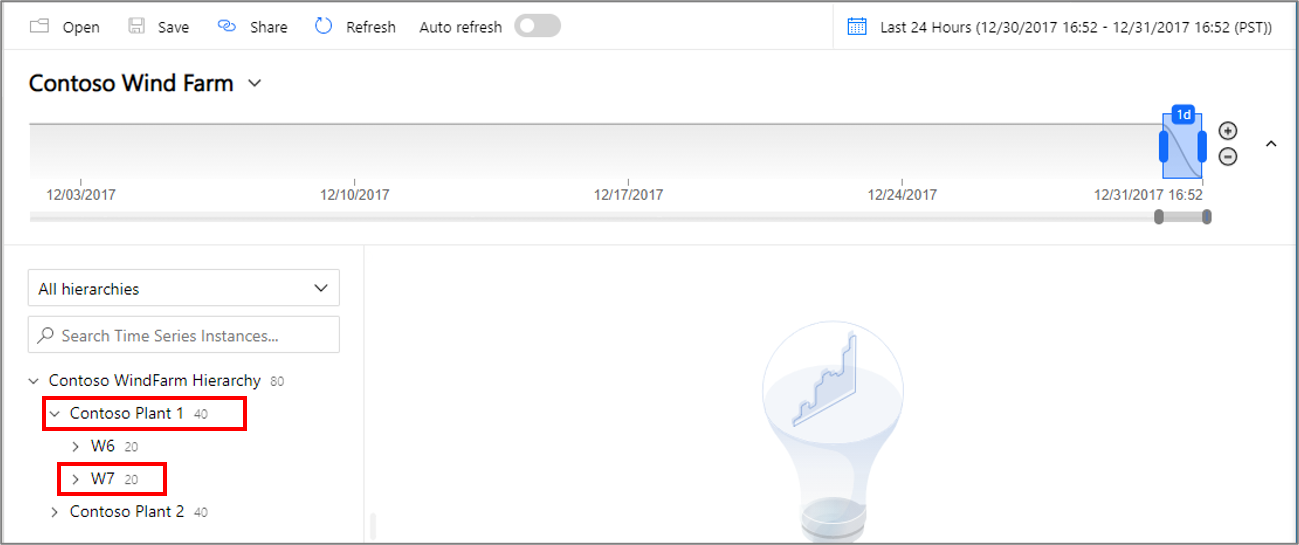 Open Save Share Refresh Auto refresh Last 24 Hours (12/30/2017 16:52 - 12/31/2017 16:52 (PST))
Contoso Wind Farm
1d
12/03/2017 12/10/2017 12/17/2017 12/24/2017 12/31/2017 16:52
All hierarchies
Search Time Series Instances...
Contoso WindFarm Hierarchy 80
Contoso Plant 1 40
W6 20
W7 20
Contoso Plant 2 40